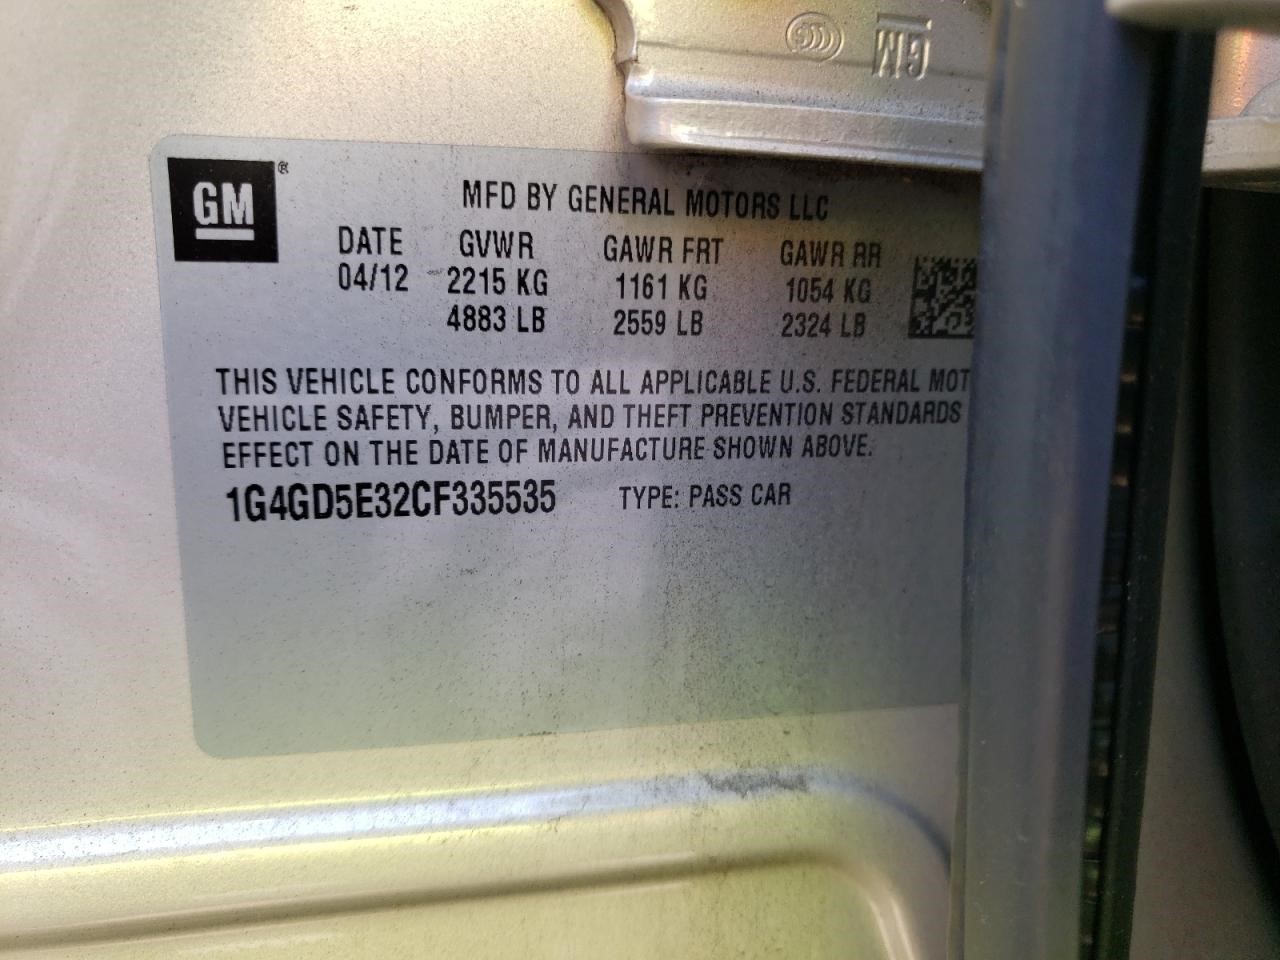 GM
GM®
MFD BY GENERAL MOTORS LLC
DATE GVWR GAWR FRT GAWR RR
04/12 2215 KG 1161 KG 1054 KG
4883 LB 2559 LB 2324 LB
THIS VEHICLE CONFORMS TO ALL APPLICABLE U.S. FEDERAL MOT
VEHICLE SAFETY, BUMPER, AND THEFT PREVENTION STANDARDS
EFFECT ON THE DATE OF MANUFACTURE SHOWN ABOVE.
1G4GD5E32CF335535 TYPE: PASS CAR